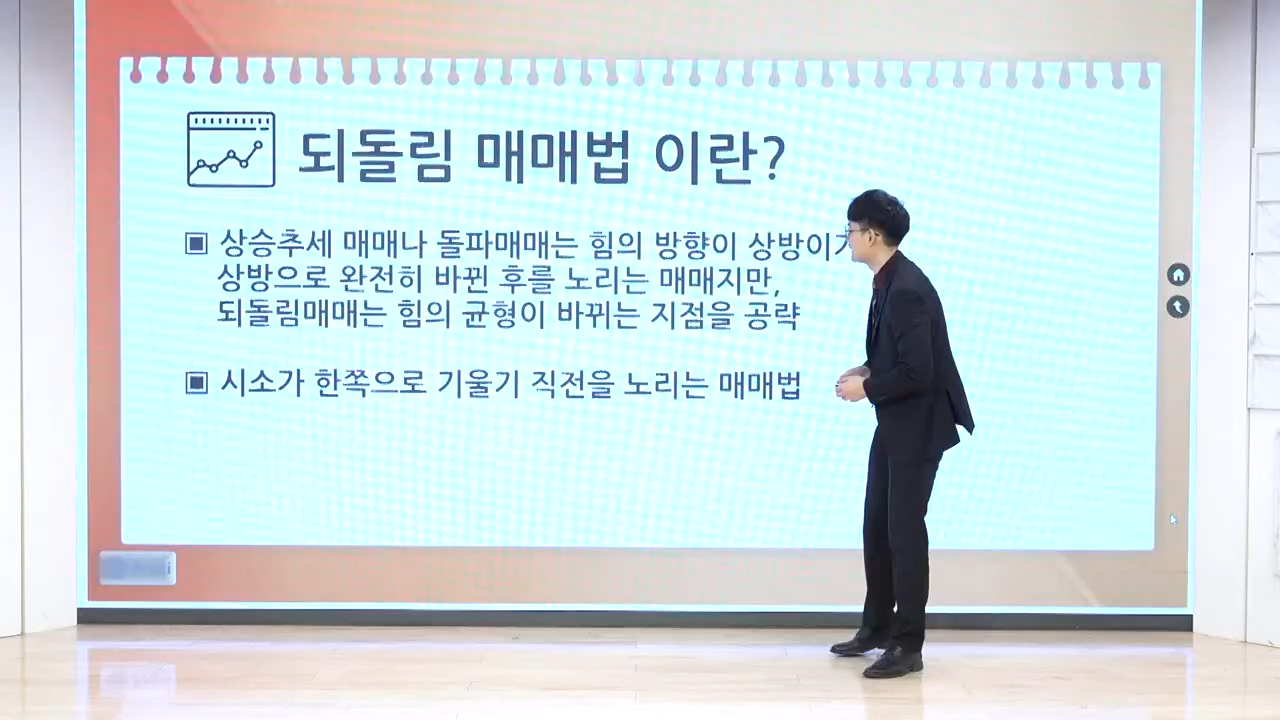 되돌림 매매법 이란?
▣ 상승추세 매매나 돌파매매는 힘의 방향이
상방으로 완전히 바뀐 후를 노리는 매매지만,
되돌림매매는 힘의 균형이 바뀌는 지점을 공략
▣ 시소가 한쪽으로 기울기 직전을 노리는 매매법